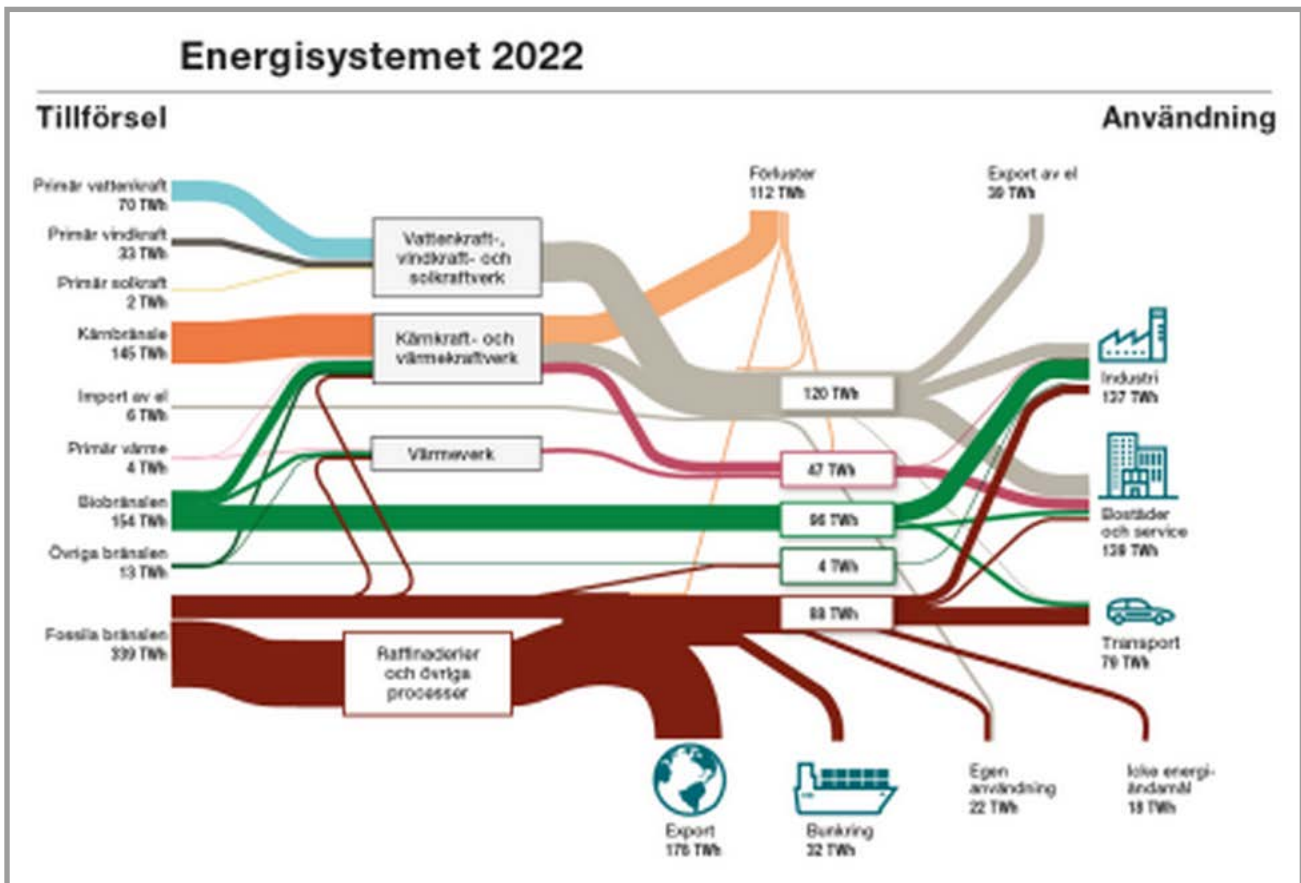 Energisystemet 2022
Tillförsel
Användning
Primär vattenkraft
70 TWh
Primär vindkraft
33 TWh
Primär solkraft
2 TWh
Kärnbränsle
145 TWh
Import av el
6 TWh
Primär värme
4 TWh
Biobränslen
154 TWh
Övriga bränslen
13 TWh
Fossila bränslen
339 TWh
Vattenkraft-,
vindkraft- och
solkraftverk
Kärnkraft- och
värmekraftverk
Värmeverk
Raffinaderier
och övriga
processer
Förluster
112 TWh
Export av el
39 TWh
120 TWh
47 TWh
96 TWh
4 TWh
88 TWh
Industri
137 TWh
Bostäder
och service
139 TWh
Transport
79 TWh
Export
176 TWh
Bunkring
32 TWh
Egen
användning
22 TWh
Icke energi-
ändamål
18 TWh